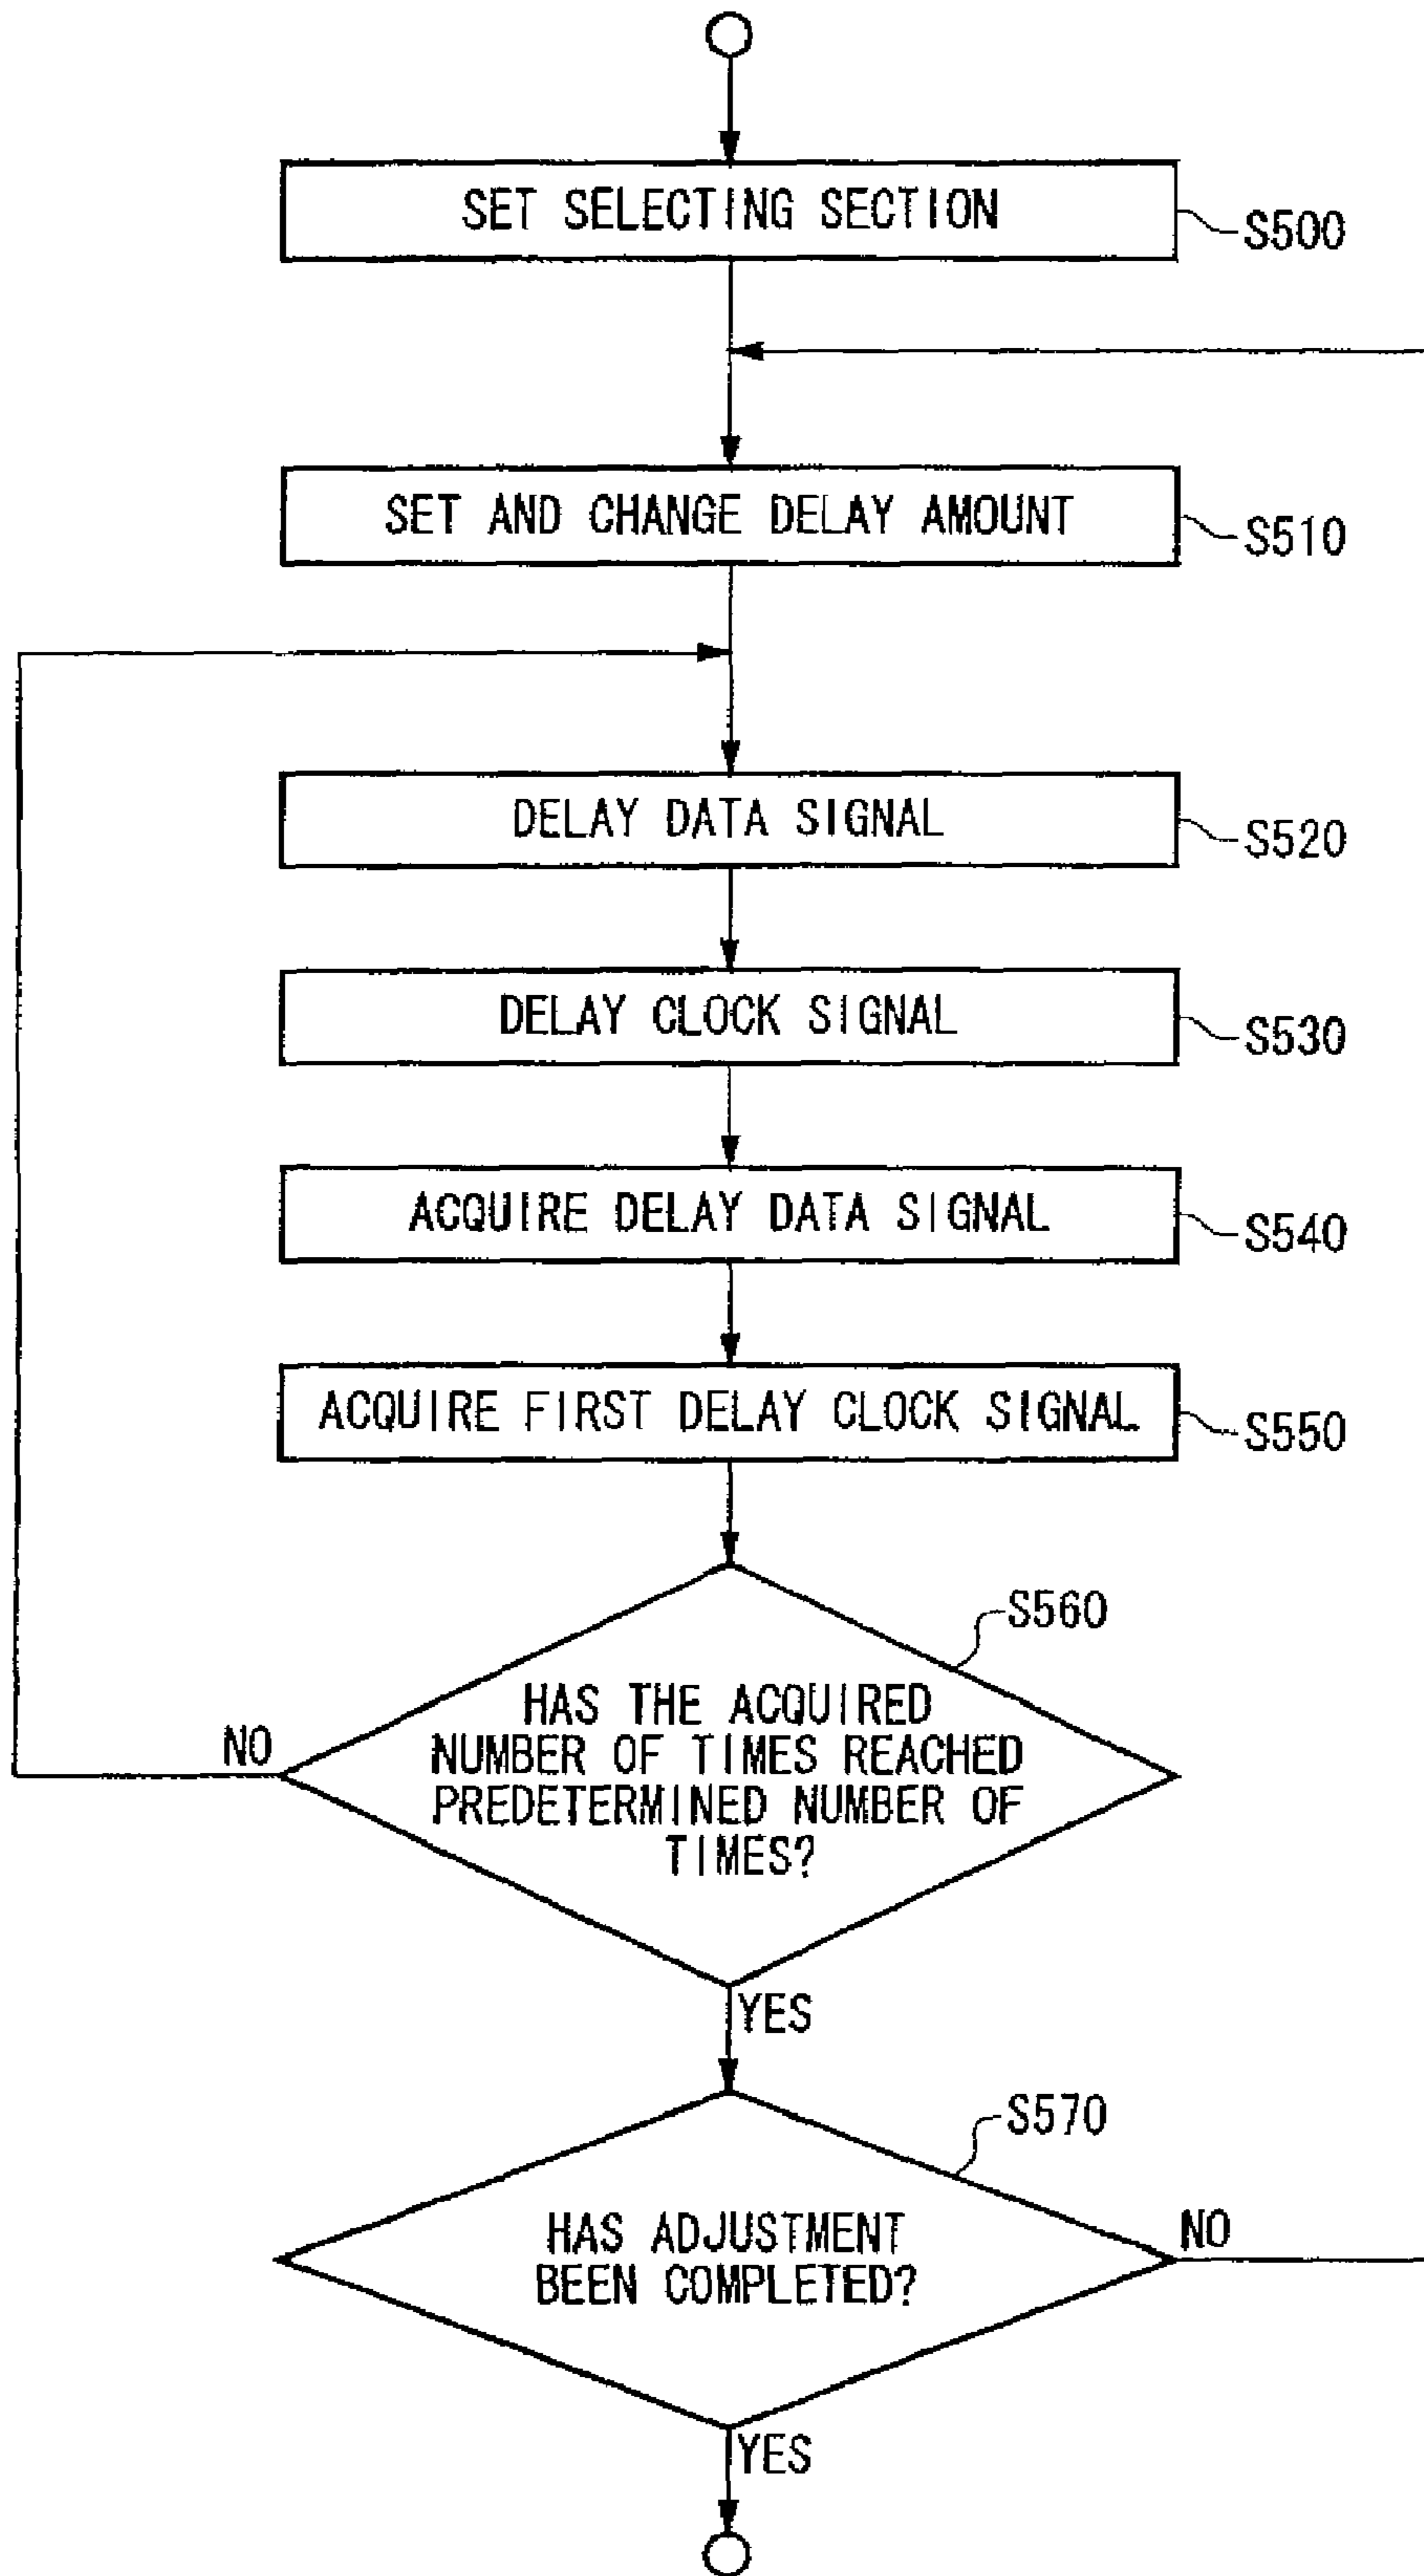 SET SELECTING SECTION
S500
SET AND CHANGE DELAY AMOUNT
S510
DELAY DATA SIGNAL
S520
DELAY CLOCK SIGNAL
S530
ACQUIRE DELAY DATA SIGNAL
S540
ACQUIRE FIRST DELAY CLOCK SIGNAL
S550
S560
HAS THE ACQUIRED
NUMBER OF TIMES REACHED
PREDETERMINED NUMBER OF
TIMES?
NO
YES
S570
HAS ADJUSTMENT
BEEN COMPLETED?
NO
YES